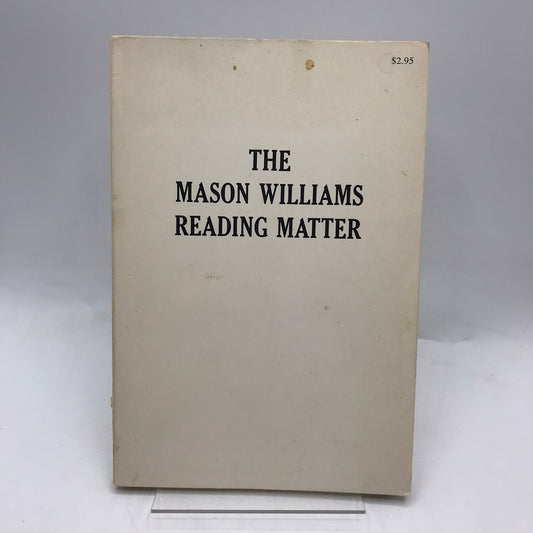 $2.95
THE
MASON WILLIAMS
READING MATTER